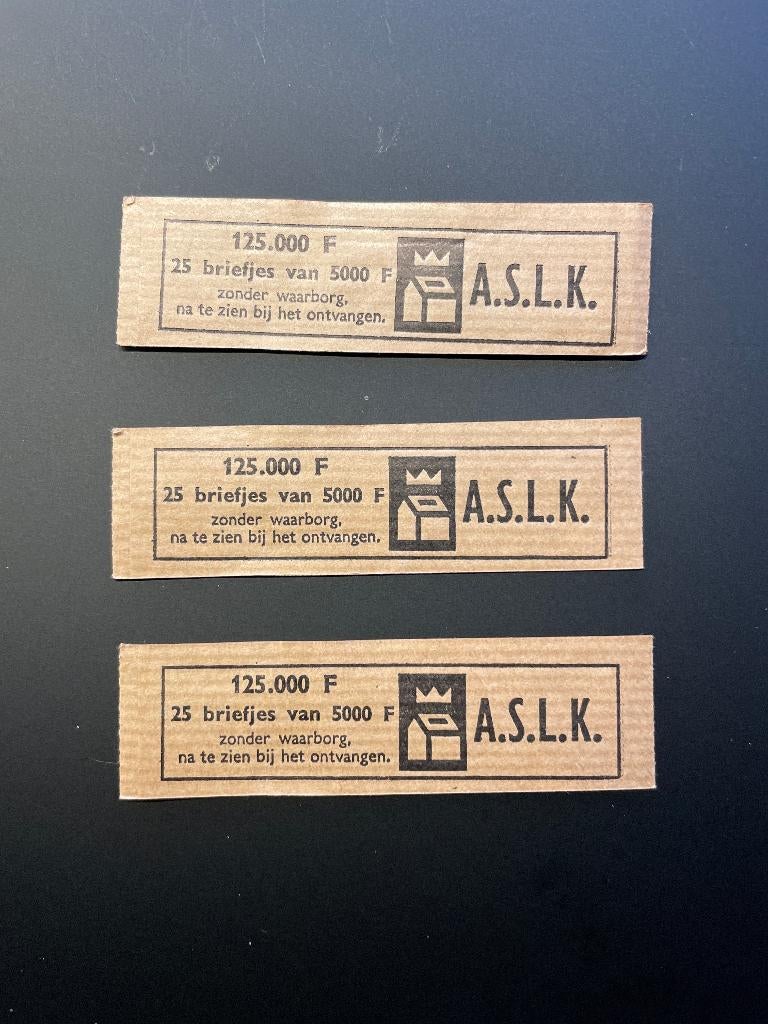 125.000 F
25 briefjes van 5000 F
zonder waarborg,
na te zien bij het ontvangen.
A.S.L.K.
125.000 F
25 briefjes van 5000 F
zonder waarborg,
na te zien bij het ontvangen.
A.S.L.K.
125.000 F
25 briefjes van 5000 F
zonder waarborg,
na te zien bij het ontvangen.
A.S.L.K.